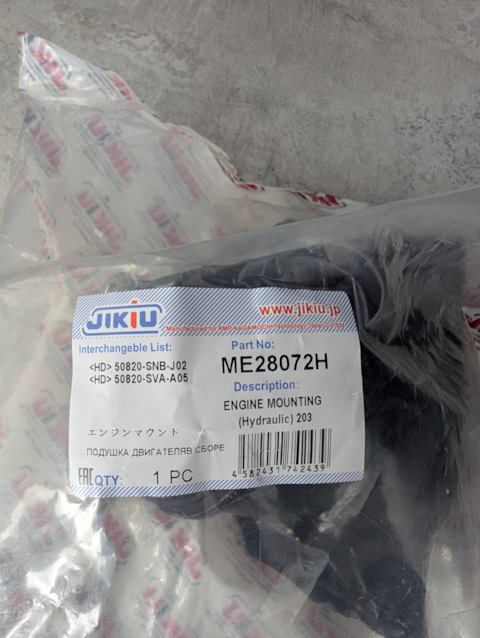 JIKIU
www.jikiu.jp
Interchangeble List:
<HD> 50820-SNB-J02
<HD> 50820-SVA-A05
Part No:
ME28072H
Description:
ENGINE MOUNTING
(Hydraulic) 203
エンジンマウント
ПОДУШКА ДВИГАТЕЛЯВ СБОРЕ
EAC QTY: 1 PC
4 582431 742439